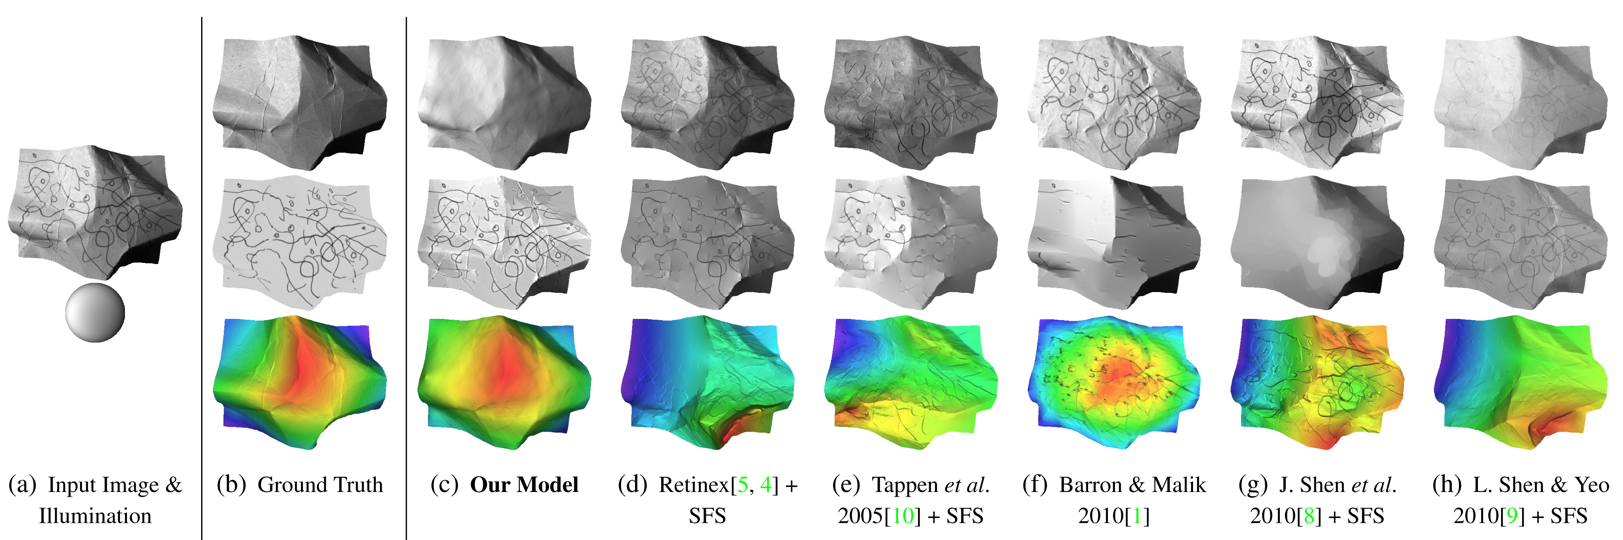 (a) Input Image &
Illumination
(b) Ground Truth
(c) Our Model
(d) Retinex[5, 4] +
SFS
(e) Tappen et al.
2005[10] + SFS
(f) Barron & Malik
2010[1]
(g) J. Shen et al.
2010[8] + SFS
(h) L. Shen & Yeo
2010[9] + SFS